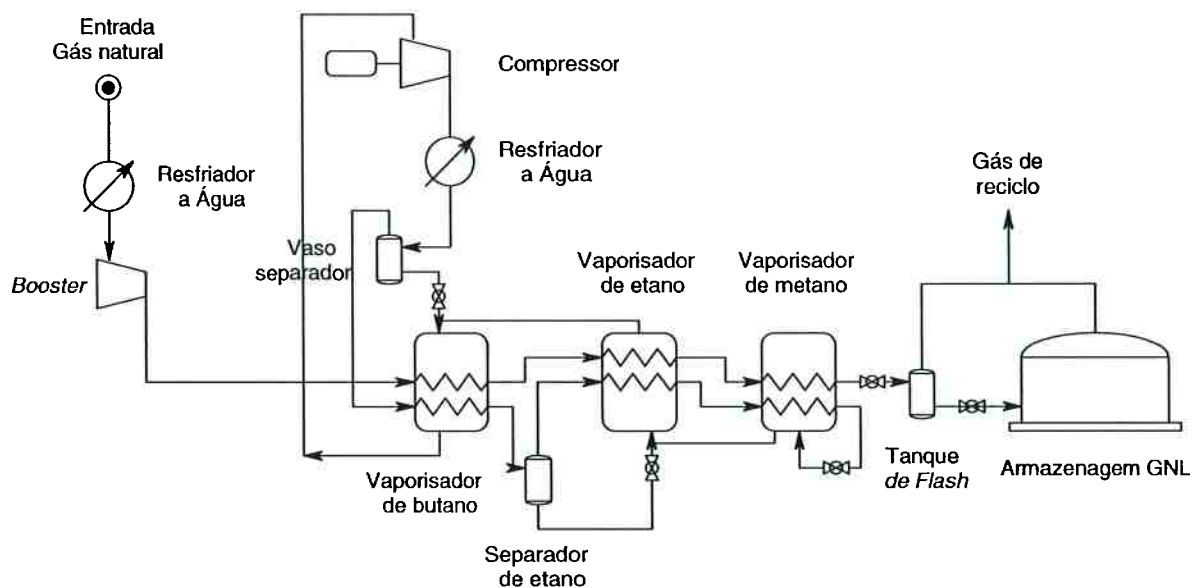 Entrada
Gás natural
Resfriador
a Água
Booster
Compressor
Resfriador
a Água
Vaso
separador
Vaporisador
de butano
Separador
de etano
Vaporisador
de etano
Vaporisador
de metano
Gás de
reciclo
Tanque
de Flash
Armazenagem GNL